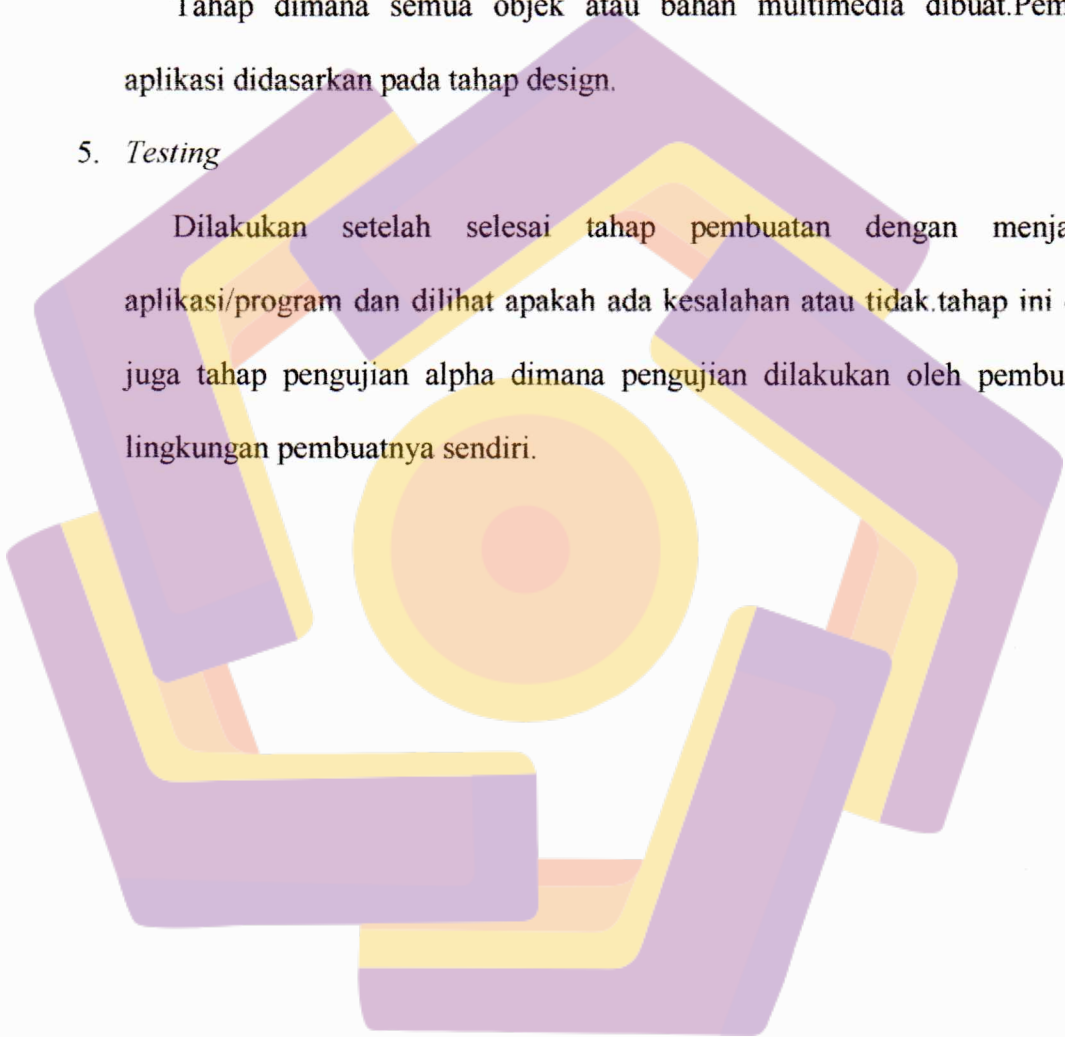 Tahap dimana semua objek atau bahan multimedia dibuat.Pem
aplikasi didasarkan pada tahap design.
5. Testing
Dilakukan setelah selesai tahap pembuatan dengan menja
aplikasi/program dan dilihat apakah ada kesalahan atau tidak.tahap ini
juga tahap pengujian alpha dimana pengujian dilakukan oleh pembu
lingkungan pembuatnya sendiri.